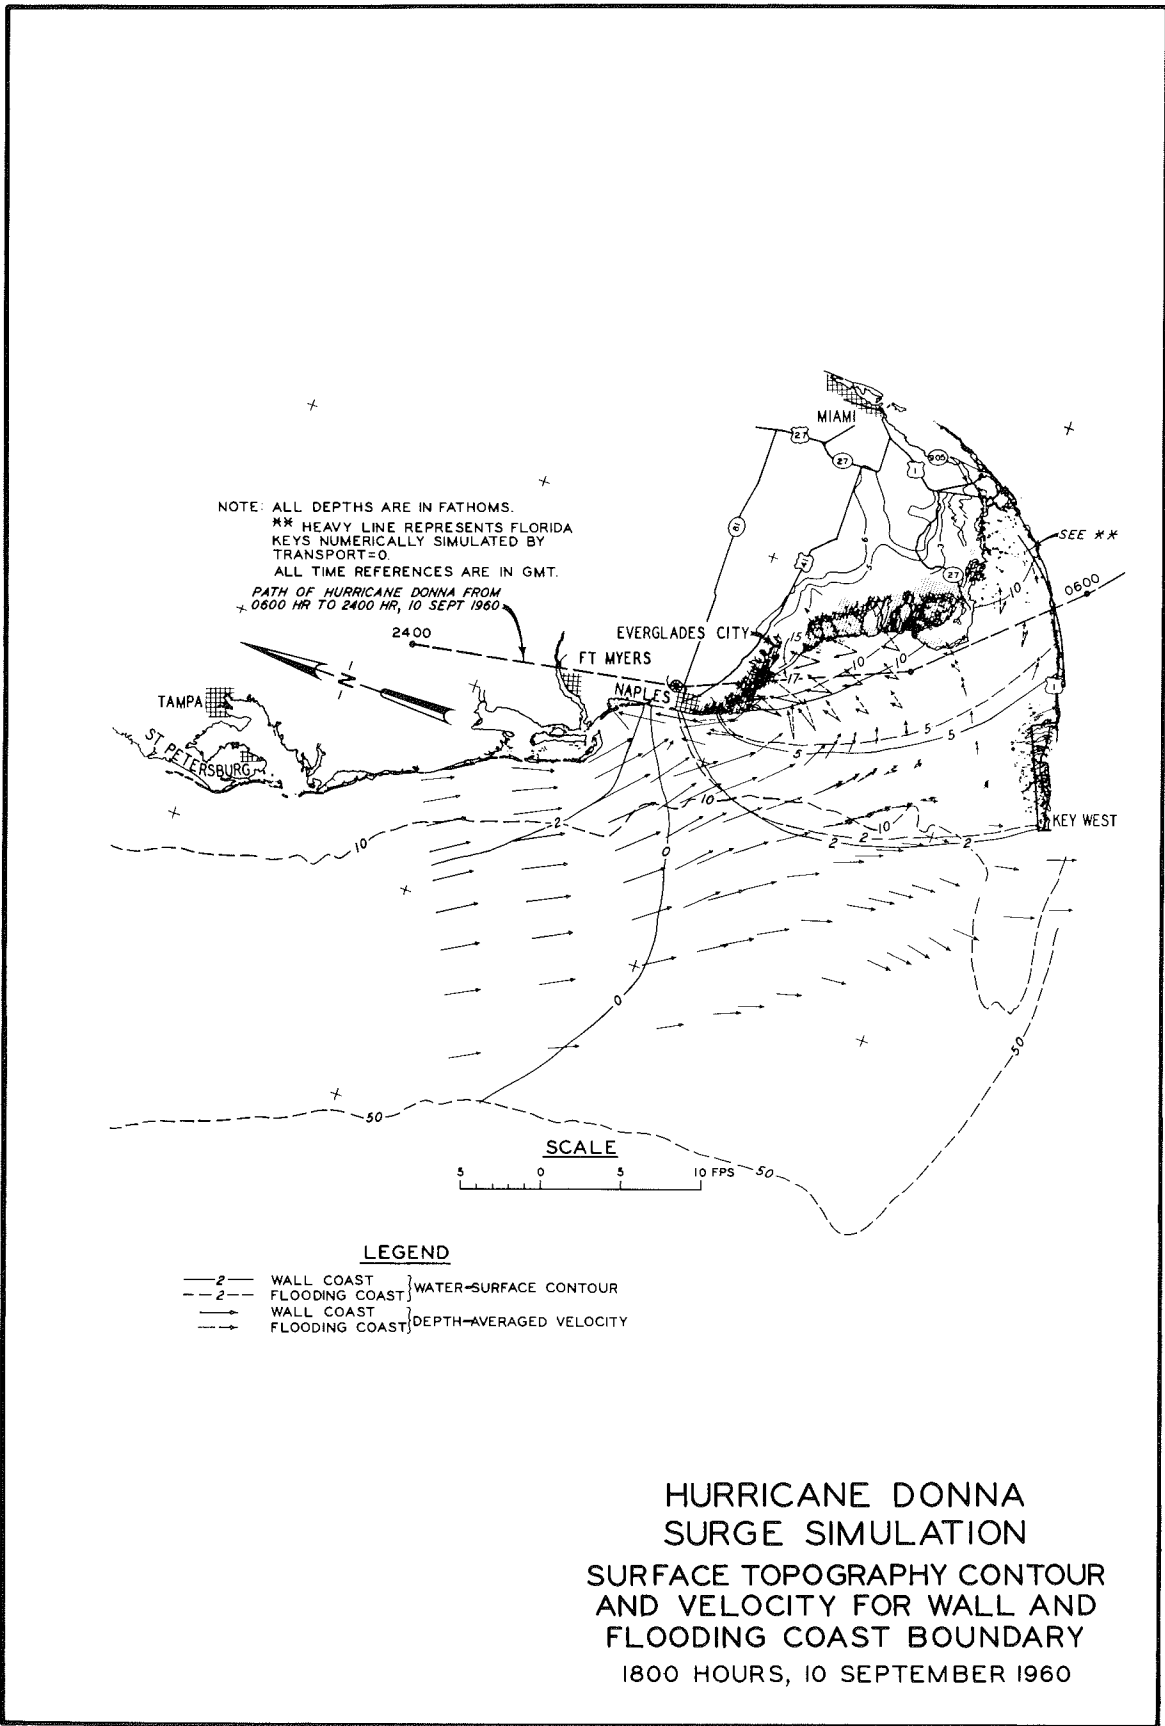 MIAMI
27
27
1
905
NOTE: ALL DEPTHS ARE IN FATHOMS.
** HEAVY LINE REPRESENTS FLORIDA
KEYS NUMERICALLY SIMULATED BY
TRANSPORT=0.
ALL TIME REFERENCES ARE IN GMT.
PATH OF HURRICANE DONNA FROM
0600 HR TO 2400 HR, 10 SEPT 1960
SEE **
41
27
10
0600
2400
EVERGLADES CITY
15
FT MYERS
10
10
17
N
NAPLES
1
TAMPA
ST PETERSBURG
5
5
5
10
2
10
KEY WEST
10
2
2
2
0
0
50
50
50
SCALE
5 0 5 10 FPS
LEGEND
2 WALL COAST
2 FLOODING COAST
WATER-SURFACE CONTOUR
WALL COAST
FLOODING COAST
DEPTH-AVERAGED VELOCITY
HURRICANE DONNA
SURGE SIMULATION
SURFACE TOPOGRAPHY CONTOUR
AND VELOCITY FOR WALL AND
FLOODING COAST BOUNDARY
1800 HOURS, 10 SEPTEMBER 1960